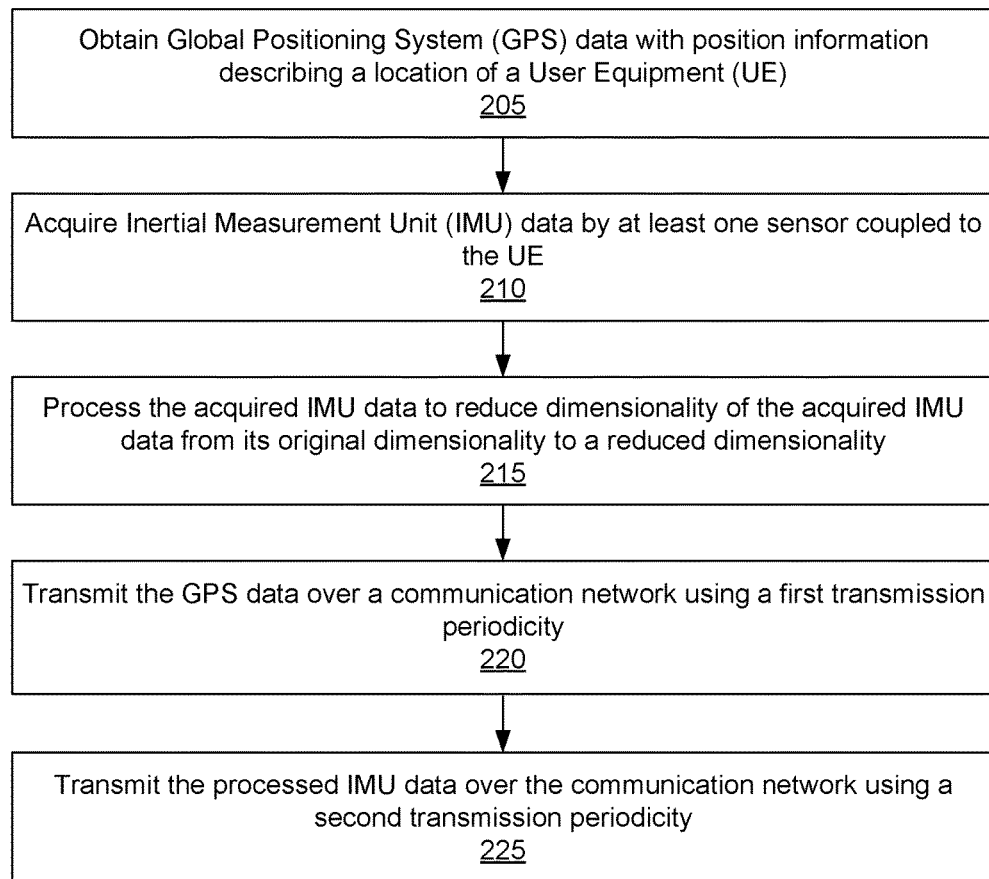 Obtain Global Positioning System (GPS) data with position information
describing a location of a User Equipment (UE)
205
Acquire Inertial Measurement Unit (IMU) data by at least one sensor coupled to
the UE
210
Process the acquired IMU data to reduce dimensionality of the acquired IMU
data from its original dimensionality to a reduced dimensionality
215
Transmit the GPS data over a communication network using a first transmission
periodicity
220
Transmit the processed IMU data over the communication network using a
second transmission periodicity
225